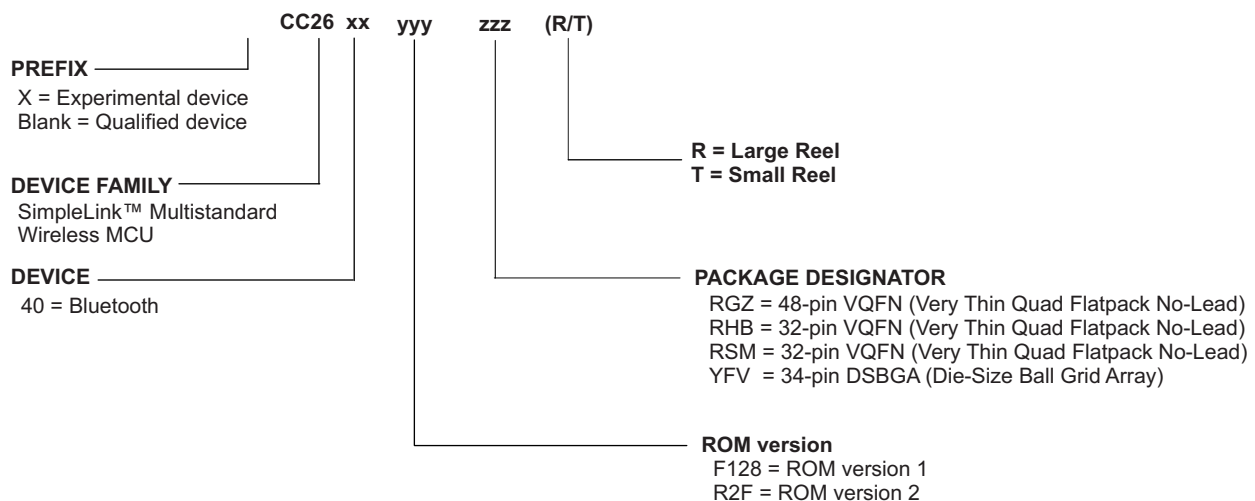 CC26 xx yyy zzz (R/T)
PREFIX
X = Experimental device
Blank = Qualified device
R = Large Reel
T = Small Reel
DEVICE FAMILY
SimpleLink™ Multistandard
Wireless MCU
DEVICE
40 = Bluetooth
PACKAGE DESIGNATOR
RGZ = 48-pin VQFN (Very Thin Quad Flatpack No-Lead)
RHB = 32-pin VQFN (Very Thin Quad Flatpack No-Lead)
RSM = 32-pin VQFN (Very Thin Quad Flatpack No-Lead)
YFV = 34-pin DSBGA (Die-Size Ball Grid Array)
ROM version
F128 = ROM version 1
R2F = ROM version 2